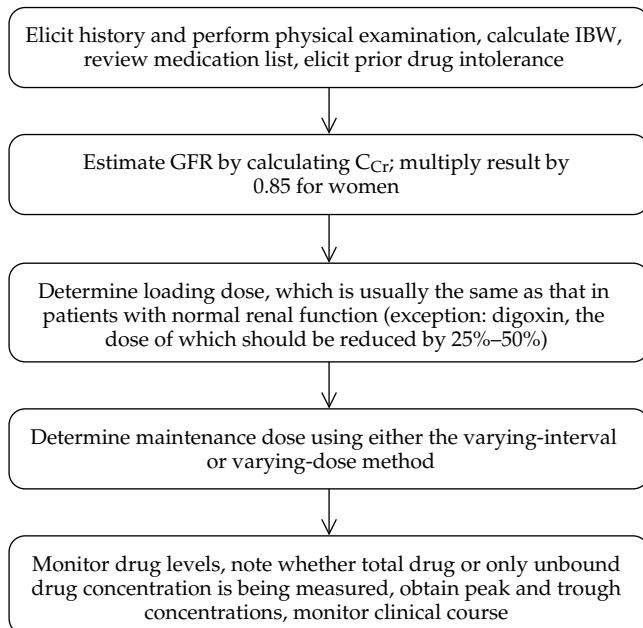 Elicit history and perform physical examination, calculate IBW,
review medication list, elicit prior drug intolerance
Estimate GFR by calculating CCr; multiply result by
0.85 for women
Determine loading dose, which is usually the same as that in
patients with normal renal function (exception: digoxin, the
dose of which should be reduced by 25%–50%)
Determine maintenance dose using either the varying-interval
or varying-dose method
Monitor drug levels, note whether total drug or only unbound
drug concentration is being measured, obtain peak and trough
concentrations, monitor clinical course